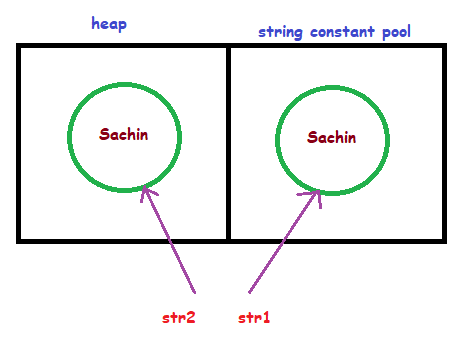 heap
string constant pool
Sachin
Sachin
str2
str1